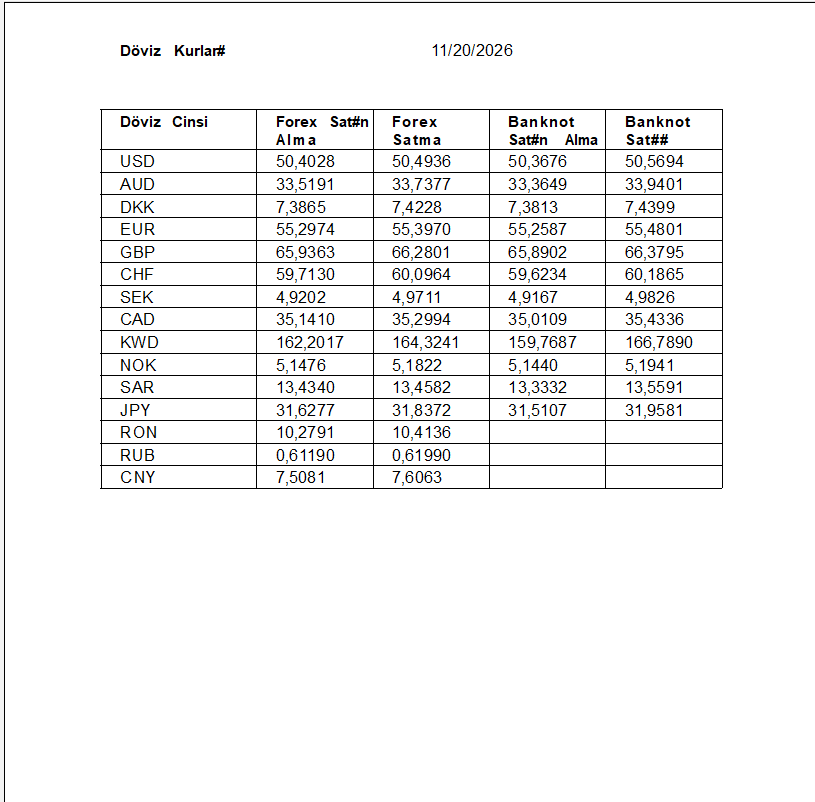 Döviz Kurlar# 11/20/2026
Döviz Cinsi Forex Sat#n Alma Forex Satma Banknot Sat#n Alma Banknot Sat##
USD 50,4028 50,4936 50,3676 50,5694
AUD 33,5191 33,7377 33,3649 33,9401
DKK 7,3865 7,4228 7,3813 7,4399
EUR 55,2974 55,3970 55,2587 55,4801
GBP 65,9363 66,2801 65,8902 66,3795
CHF 59,7130 60,0964 59,6234 60,1865
SEK 4,9202 4,9711 4,9167 4,9826
CAD 35,1410 35,2994 35,0109 35,4336
KWD 162,2017 164,3241 159,7687 166,7890
NOK 5,1476 5,1822 5,1440 5,1941
SAR 13,4340 13,4582 13,3332 13,5591
JPY 31,6277 31,8372 31,5107 31,9581
RON 10,2791 10,4136
RUB 0,61190 0,61990
CNY 7,5081 7,6063